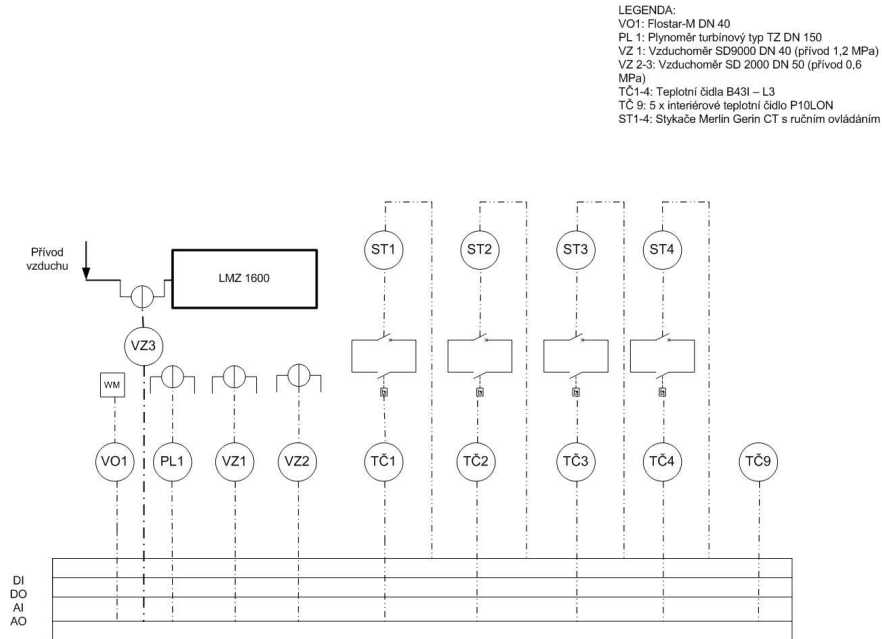 LEGENDA:
VO1: Flostar-M DN 40
PL 1: Plynoměr turbínový typ TZ DN 150
VZ 1: Vzduchoměr SD9000 DN 40 (přívod 1,2 MPa)
VZ 2-3: Vzduchoměr SD 2000 DN 50 (přívod 0,6
MPa)
TČ1-4: Teplotní čidla B43I – L3
TČ 9: 5 x interiérové teplotní čidlo P10LON
ST1-4: Stykače Merlin Gerin CT s ručním ovládáním
ST1 ST2 ST3 ST4
Přívod
vzduchu
LMZ 1600
VZ3
WM
VO1 PL1 VZ1 VZ2 TČ1 TČ2 TČ3 TČ4 TČ9
DI
DO
AI
AO